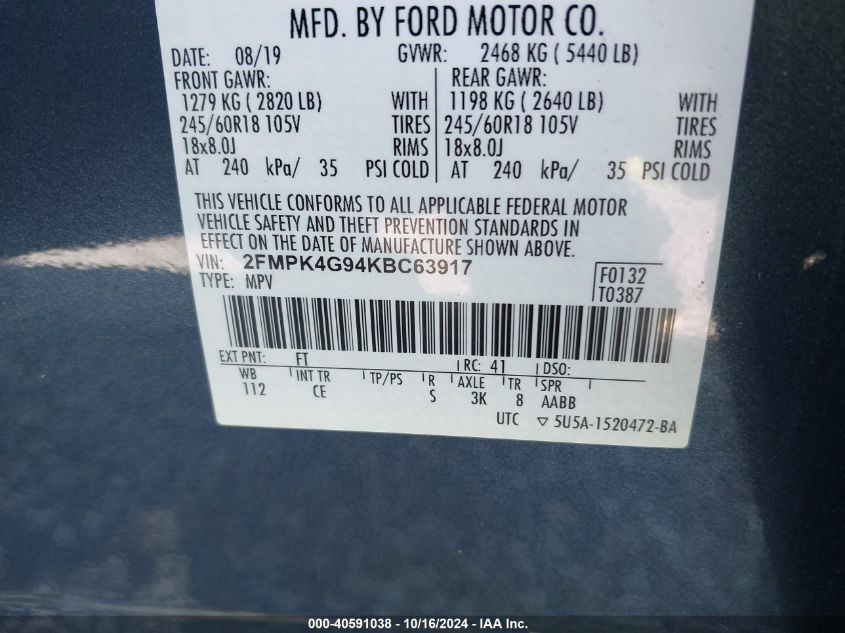 MFD. BY FORD MOTOR CO.
DATE: 08/19 GVWR: 2468 KG ( 5440 LB)
FRONT GAWR: REAR GAWR:
1279 KG ( 2820 LB) WITH 1198 KG ( 2640 LB) WITH
245/60R18 105V TIRES 245/60R18 105V TIRES
18x8.0J RIMS 18x8.0J RIMS
AT 240 kPa/ 35 PSI COLD AT 240 kPa/ 35 PSI COLD
THIS VEHICLE CONFORMS TO ALL APPLICABLE FEDERAL MOTOR
VEHICLE SAFETY AND THEFT PREVENTION STANDARDS IN
EFFECT ON THE DATE OF MANUFACTURE SHOWN ABOVE.
VIN: 2FMPK4G94KBC63917 F0132
TYPE: MPV T0387
EXT PNT: FT RC: 41 DSO:
WB INT TR TP/PS R AXLE TR SPR
112 CE S 3K 8 AABB
UTC ▽ 5U5A-1520472-BA
000-40591038 - 10/16/2024 - IAA Inc.